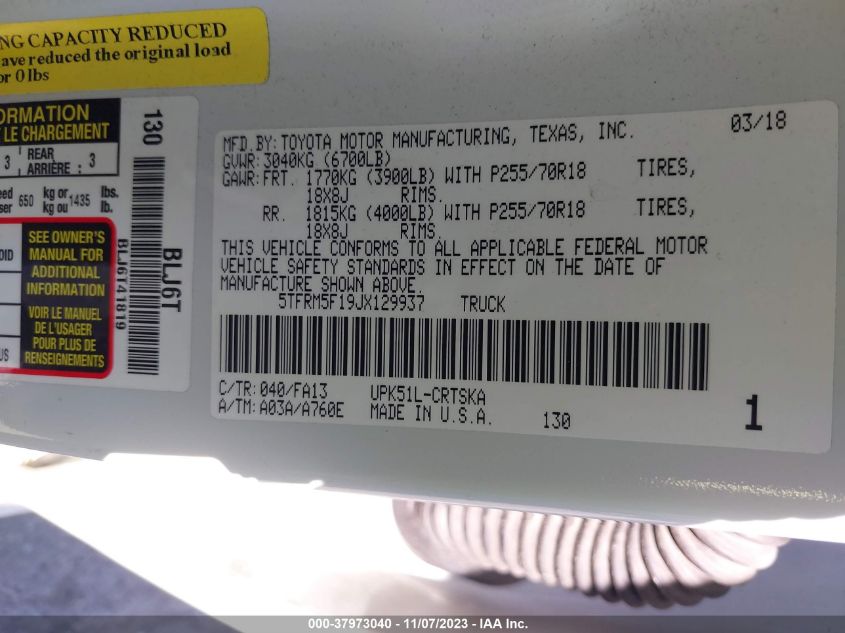 NG CAPACITY REDUCED
ave reduced the original load
or 0 lbs
ORMATION
LE CHARGEMENT
3 REAR ARRIÈRE : 3
650 kg or kg ou 1435 lbs. lb.
SEE OWNER'S
MANUAL FOR
ADDITIONAL
INFORMATION
VOIR LE MANUEL
DE L'USAGER
POUR PLUS DE
RENSEIGNEMENTS
130
BLJ6T
BLJ6T41819
MFD.BY: TOYOTA MOTOR MANUFACTURING, TEXAS, INC. 03/18
GVWR: 3040KG (6700LB)
GAWR: FRT. 1770KG (3900LB) WITH P255/70R18 TIRES,
18X8J RIMS.
RR. 1815KG (4000LB) WITH P255/70R18 TIRES,
18X8J RIMS.
THIS VEHICLE CONFORMS TO ALL APPLICABLE FEDERAL MOTOR
VEHICLE SAFETY STANDARDS IN EFFECT ON THE DATE OF
MANUFACTURE SHOWN ABOVE.
5TFRM5F19JX129937 TRUCK
C/TR: 040/FA13 UPK51L-CRTSKA
A/TM: A03A/A760E MADE IN U.S.A. 130
1
000-37973040 - 11/07/2023 - IAA Inc.